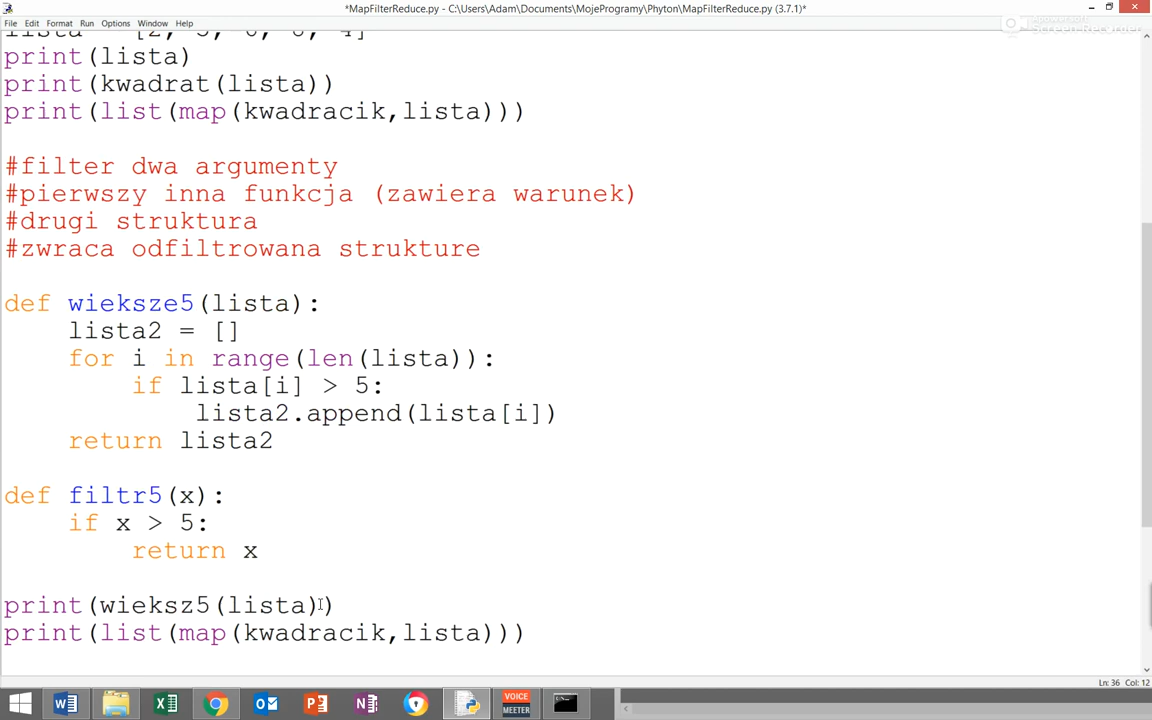 *MapFilterReduce.py - C:\Users\Adam\Documents\MojeProgramy\Phyton\MapFilterReduce.py (3.7.1)*
File Edit Format Run Options Window Help
print(lista)
print(kwadrat(lista))
print(list(map(kwadracik,lista)))
#filter dwa argumenty
#pierwszy inna funkcja (zawiera warunek)
#drugi struktura
#zwraca odfiltrowana strukture
def wieksze5(lista):
lista2 = []
for i in range(len(lista)):
if lista[i] > 5:
lista2.append(lista[i])
return lista2
def filtr5(x):
if x > 5:
return x
print(wieksz5(lista))
print(list(map(kwadracik,lista)))
Ln: 36 Col: 12
VOICE
MEETER